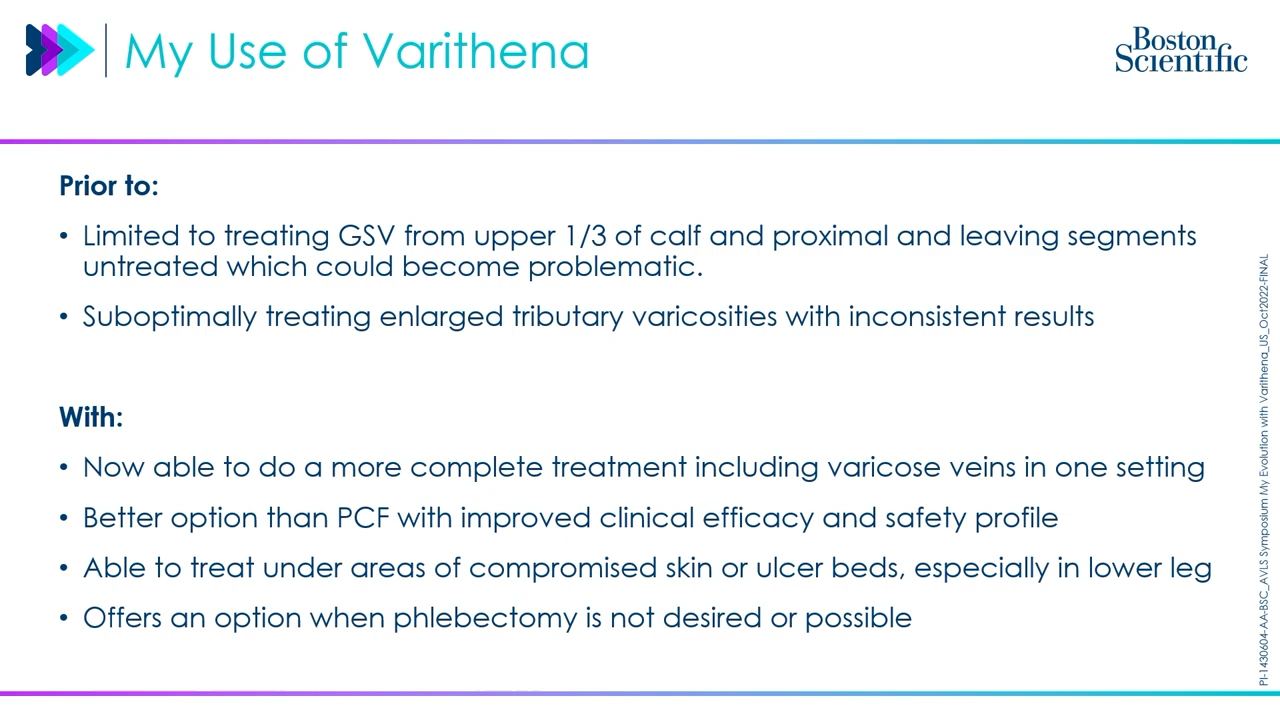 My Use of Varithena
Boston
Scientific
Prior to:
• Limited to treating GSV from upper 1/3 of calf and proximal and leaving segments
untreated which could become problematic.
• Suboptimally treating enlarged tributary varicosities with inconsistent results
With:
• Now able to do a more complete treatment including varicose veins in one setting
• Better option than PCF with improved clinical efficacy and safety profile
• Able to treat under areas of compromised skin or ulcer beds, especially in lower leg
• Offers an option when phlebectomy is not desired or possible
PI-1430604-AA-BSC_AVLS Symposium My Evolution with Varithena_US_Oct2022-FINAL